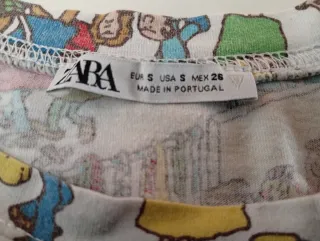 ZARA
EUR S USA S MEX 26
MADE IN PORTUGAL